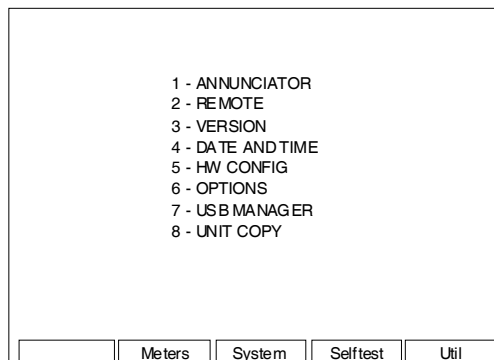 1 - ANNUNCIATOR
2 - REMOTE
3 - VERSION
4 - DATE AND TIME
5 - HW CONFIG
6 - OPTIONS
7 - USB MANAGER
8 - UNIT COPY
Meters System Selftest Util